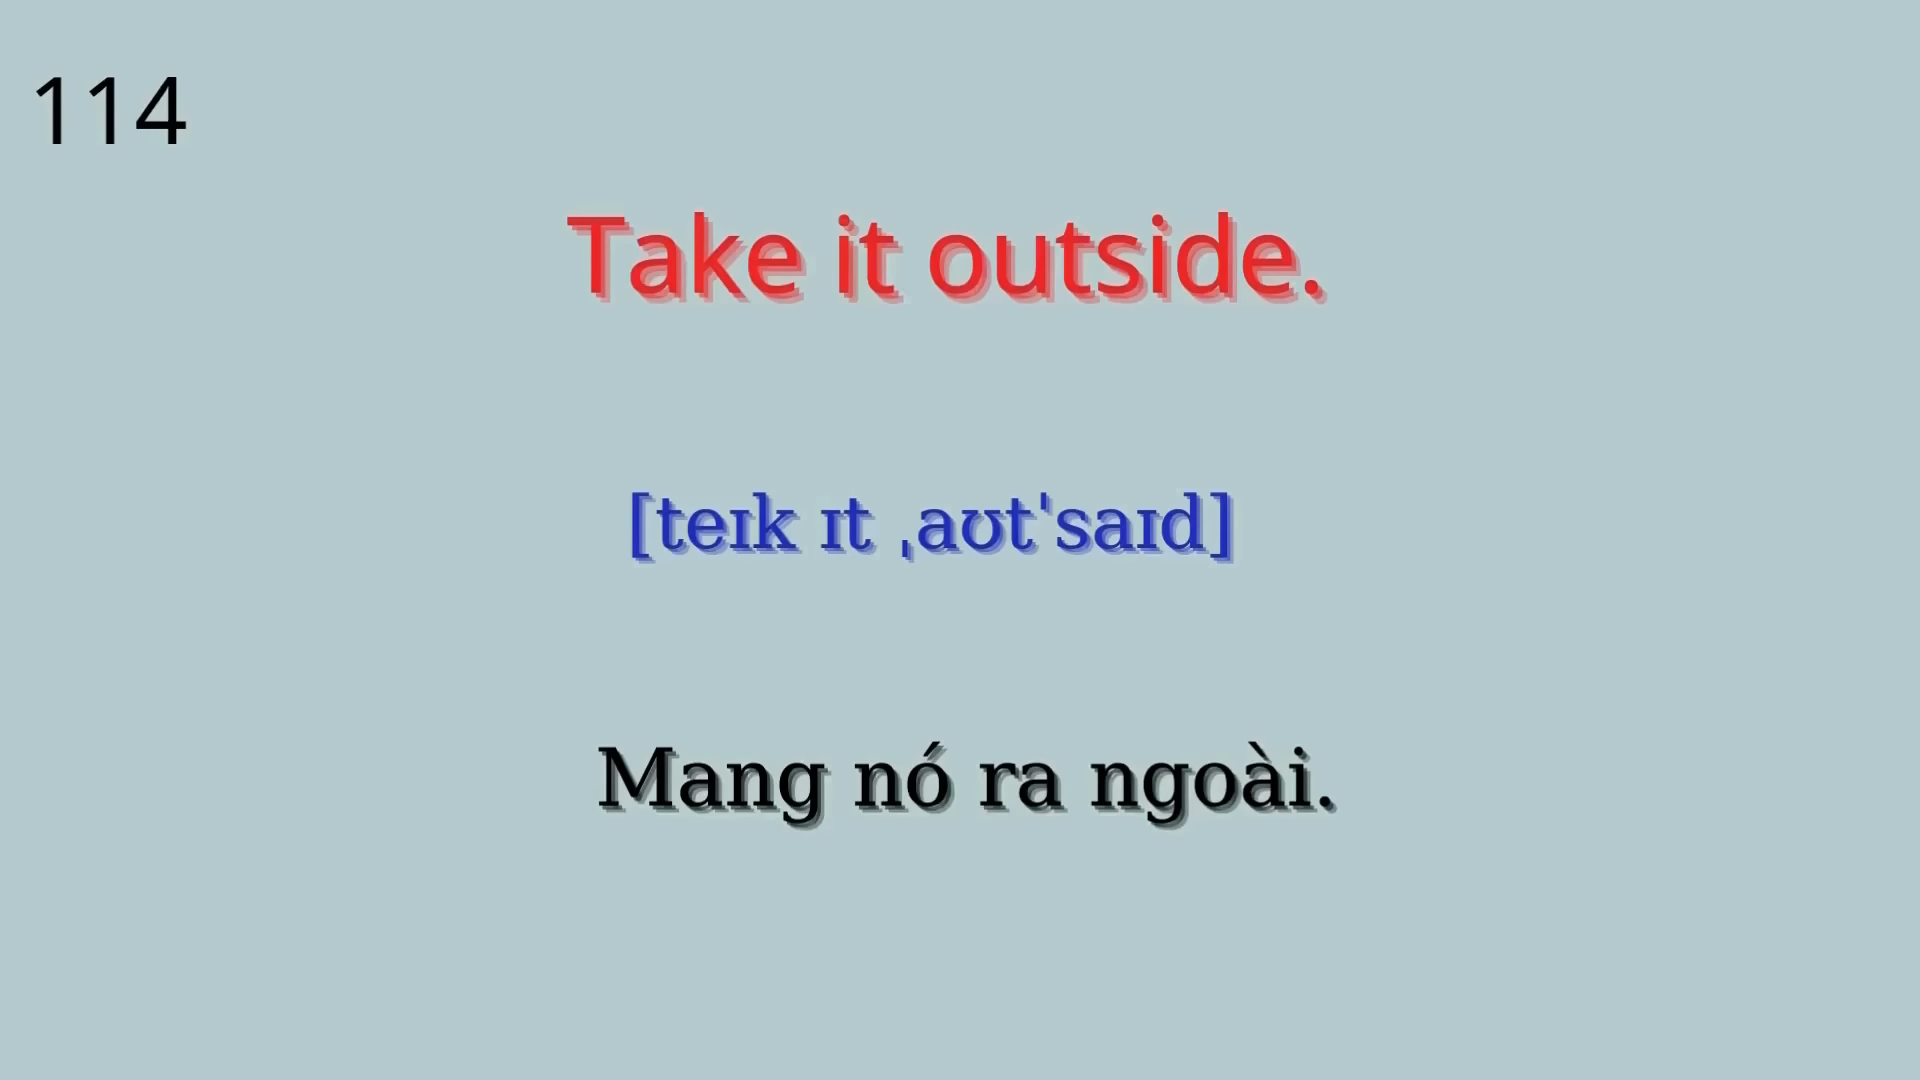 114
Take it outside.
[teɪk ɪt ˌaʊtˈsaɪd]
Mang nó ra ngoài.